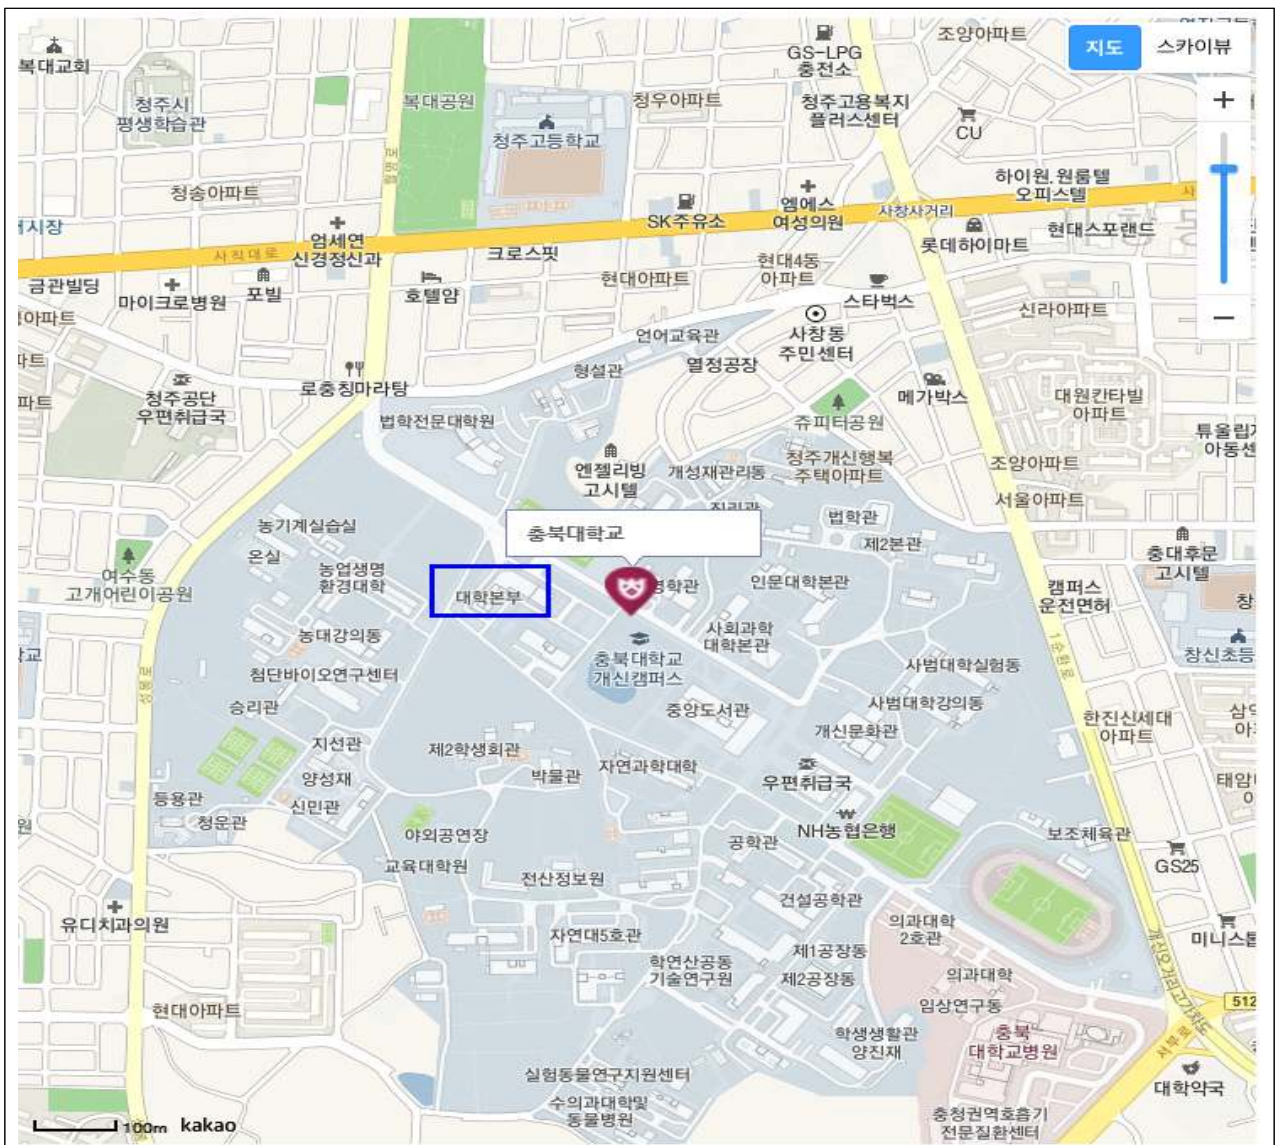 조양아파트
지도
스카이뷰
복대교회
GS-LPG
충전소
청주시
평생학습관
복대공원
청우아파트
청주고용복지
플러스센터
CU
청주고등학교
월명로
청송아파트
하이원.원룸텔
오피스텔
SK주유소
엠에스
여성의원
사창사거리
현대스포랜드
롯데하이마트
엄세연
신경정신과
사직대로
크로스핏
현대4동
아파트
현대아파트
금관빌딩
마이크로병원
포빌
호텔얌
스타벅스
신라아파트
언어교육관
사창동
주민센터
형설관
열정공장
로충칭마라탕
청주공단
우편취급국
메가박스
대원칸타빌
아파트
법학전문대학원
쥬피터공원
엔젤리빙
고시텔
개성재관리동
청주개신행복
주택아파트
조양아파트
서울아파트
농기계실습실
법학관
충북대학교
제2본관
충대후문
고시텔
온실
농업생명
환경대학
여수동
고개어린이공원
대학본부
인문대학본관
캠퍼스
운전면허
농대강의동
사회과학
대학본관
충북대학교
개신캠퍼스
1순환로
창신초등
첨단바이오연구센터
사범대학실험동
성봉로
승리관
중앙도서관
사범대학강의동
한진신세대
아파트
지선관
제2학생회관
개신문화관
양성재
박물관
자연과학대학
우편취급국
등용관
신민관
청운관
야외공연장
NH농협은행
보조체육관
공학관
교육대학원
전산정보원
GS25
건설공학관
유디치과의원
의과대학
2호관
자연대5호관
미니스톱
제1공장동
학연산공동
기술연구원
제2공장동
의과대학
개신오거리고가차도
현대아파트
임상연구동
512
학생생활관
양진재
충북
대학교병원
서부로
실험동물연구지원센터
대학약국
수의과대학및
동물병원
충청권역호흡기
전문질환센터
100m
kakao